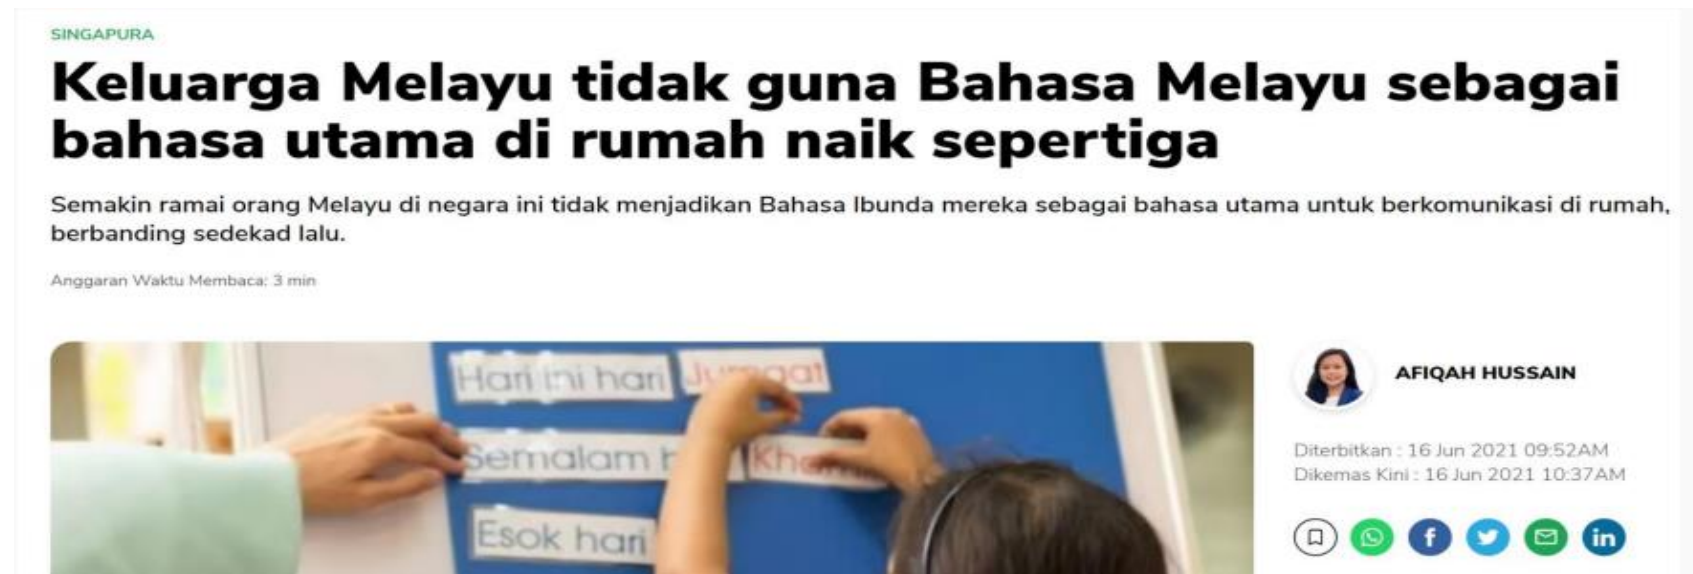 SINGAPURA
Keluarga Melayu tidak guna Bahasa Melayu sebagai
bahasa utama di rumah naik sepertiga
Semakin ramai orang Melayu di negara ini tidak menjadikan Bahasa Ibunda mereka sebagai bahasa utama untuk berkomunikasi di rumah,
berbanding sedekad lalu.
Anggaran Waktu Membaca: 3 min
Hari ini hari
Semalam
Esok hari
AFIQAH HUSSAIN
Diterbitkan : 16 Jun 2021 09:52AM
Dikemas Kini : 16 Jun 2021 10:37AM
f
in